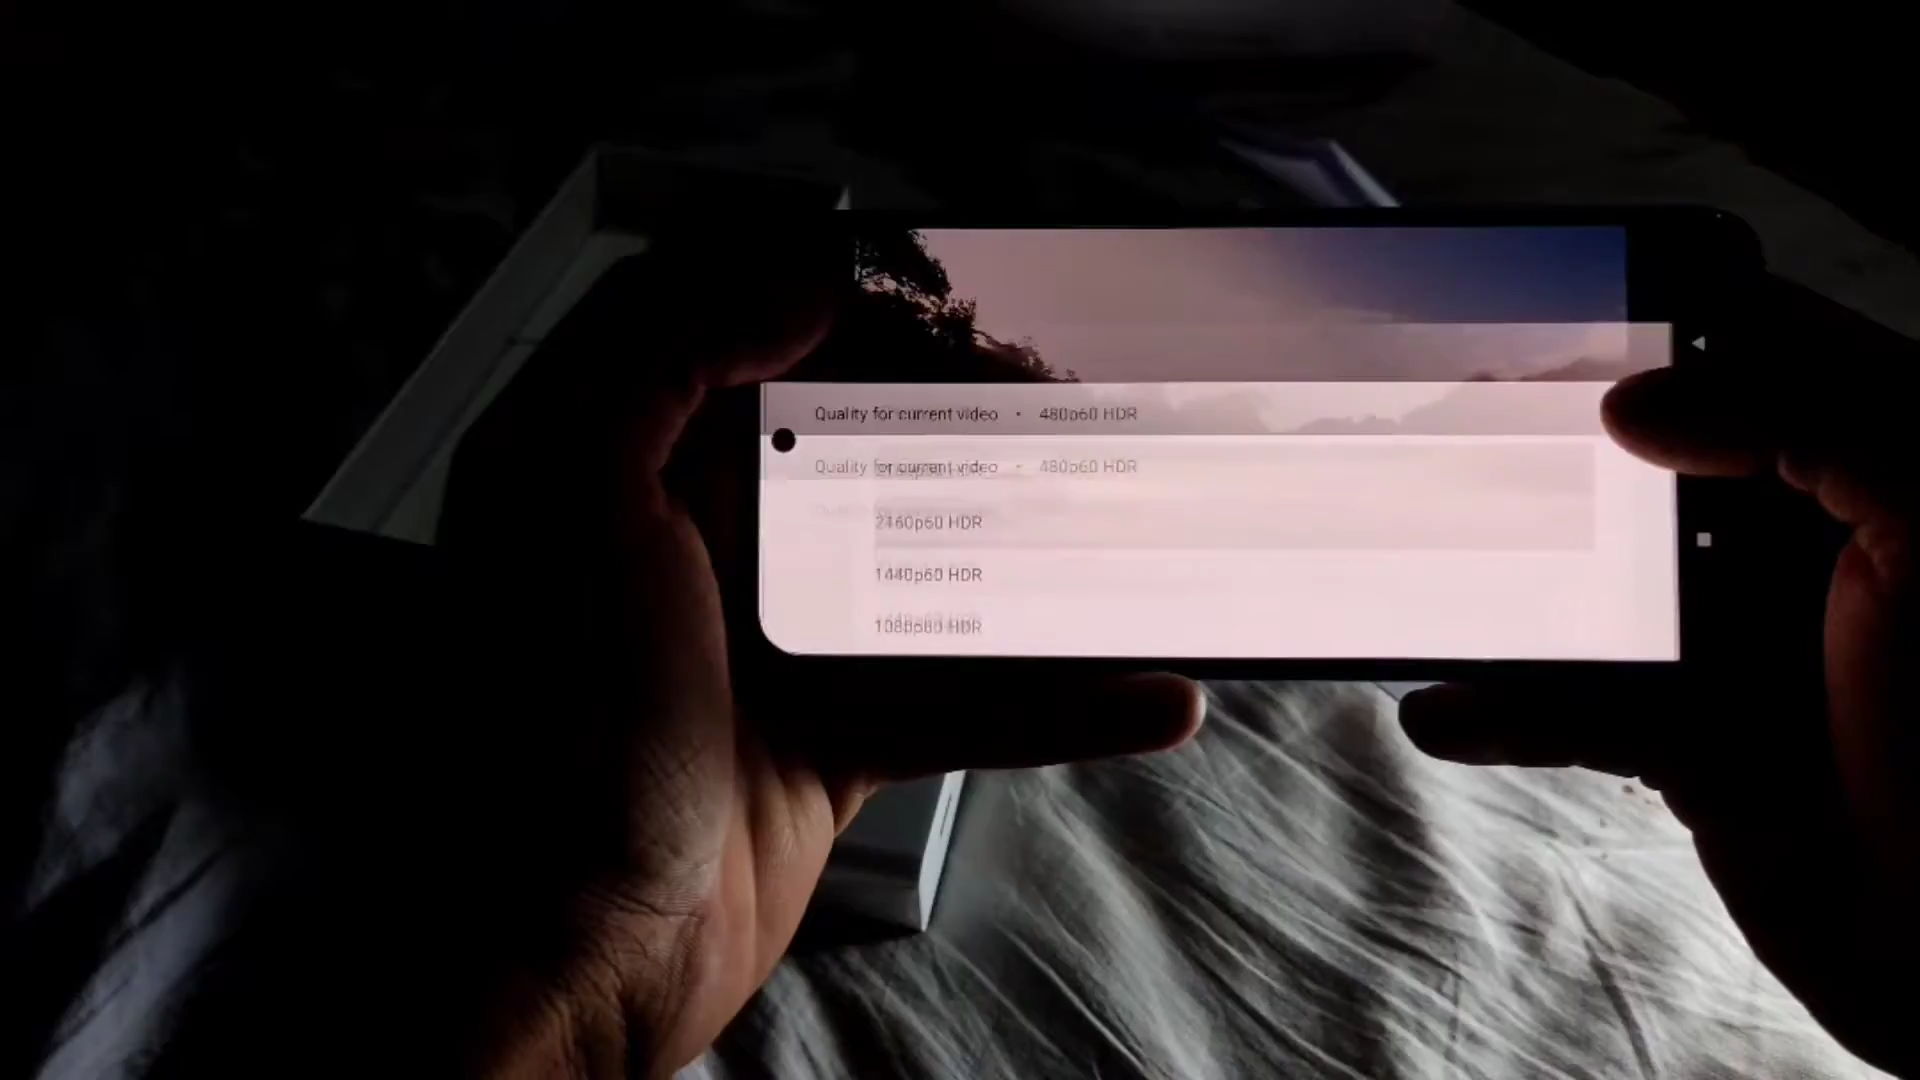 Quality for current video • 480p60 HDR
Quality for current video • 480p60 HDR
2160p60 HDR
1440p60 HDR
1080p60 HDR